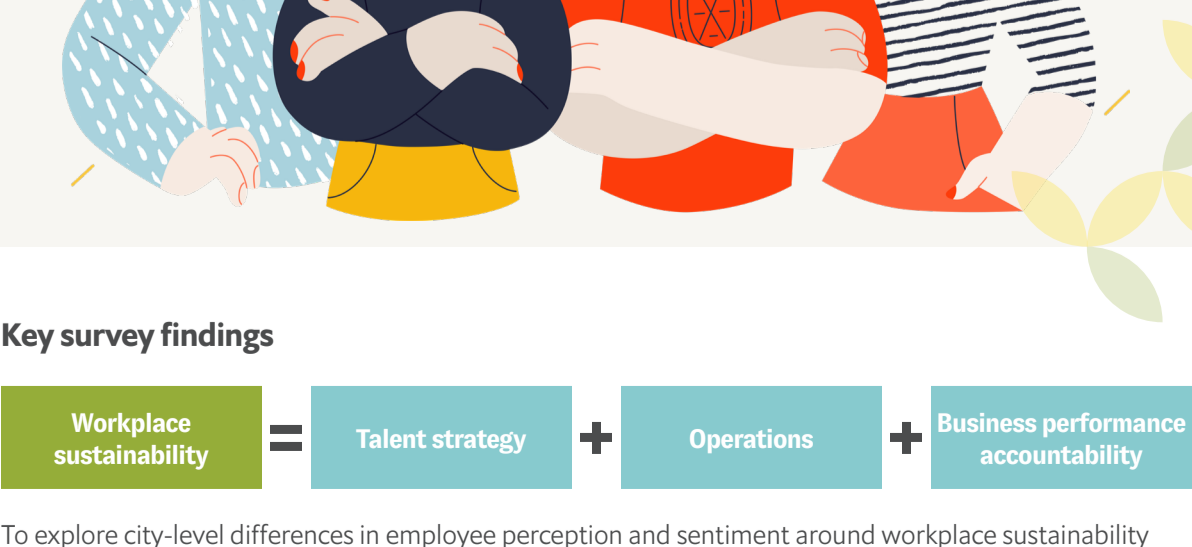 Key survey findings
Workplace
sustainability
=
Talent strategy
+
Operations
+
Business performance
accountability
To explore city-level differences in employee perception and sentiment around workplace sustainability